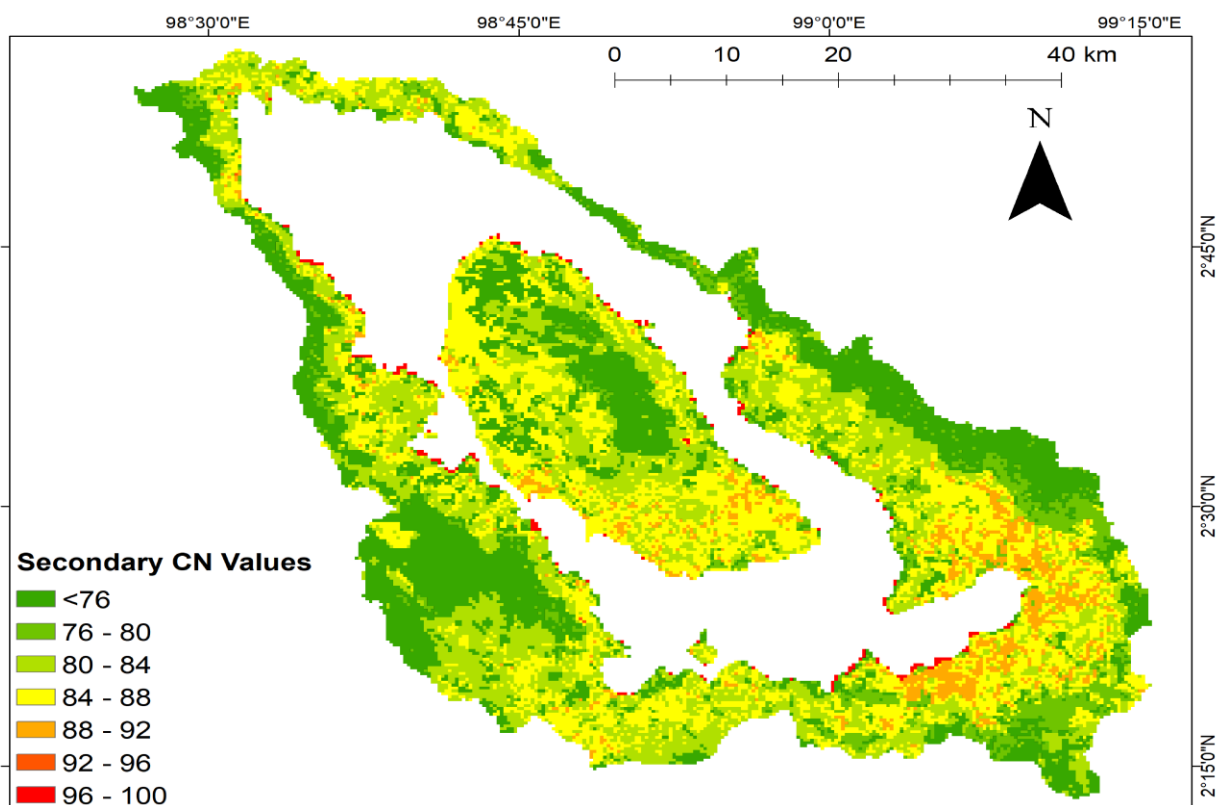 98°30'0"E 98°45'0"E 99°0'0"E 99°15'0"E
0 10 20 40 km
N
2°45'0"N
2°30'0"N
2°15'0"N
Secondary CN Values
<76
76 - 80
80 - 84
84 - 88
88 - 92
92 - 96
96 - 100